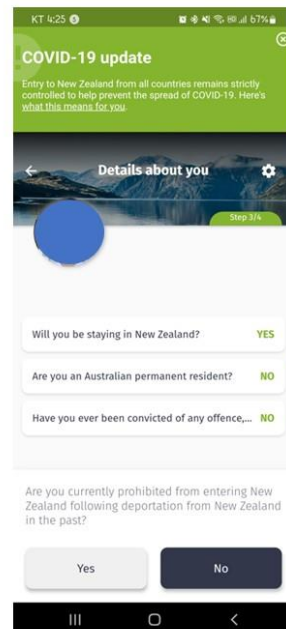 KT 4:25
67%
COVID-19 update
Entry to New Zealand from all countries remains strictly
controlled to help prevent the spread of COVID-19. Here's
what this means for you.
Details about you
Step 3/4
Will you be staying in New Zealand? YES
Are you an Australian permanent resident? NO
Have you ever been convicted of any offence,... NO
Are you currently prohibited from entering New
Zealand following deportation from New Zealand
in the past?
Yes No